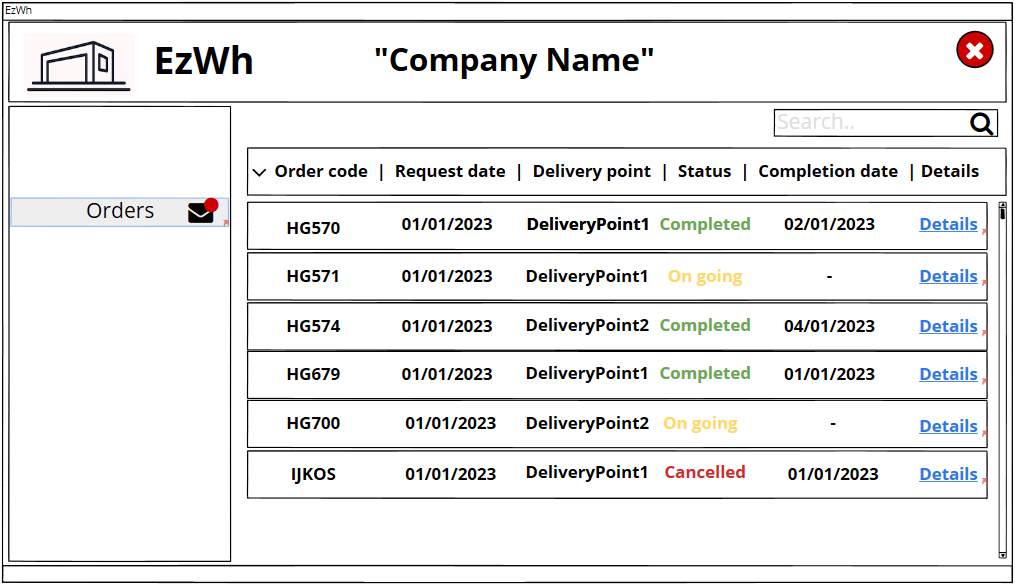 EzWh
EzWh "Company Name"
Search..
Orders
Order code | Request date | Delivery point | Status | Completion date | Details
HG570 01/01/2023 DeliveryPoint1 Completed 02/01/2023 Details
HG571 01/01/2023 DeliveryPoint1 On going - Details
HG574 01/01/2023 DeliveryPoint2 Completed 04/01/2023 Details
HG679 01/01/2023 DeliveryPoint1 Completed 01/01/2023 Details
HG700 01/01/2023 DeliveryPoint2 On going - Details
IJKOS 01/01/2023 DeliveryPoint1 Cancelled 01/01/2023 Details